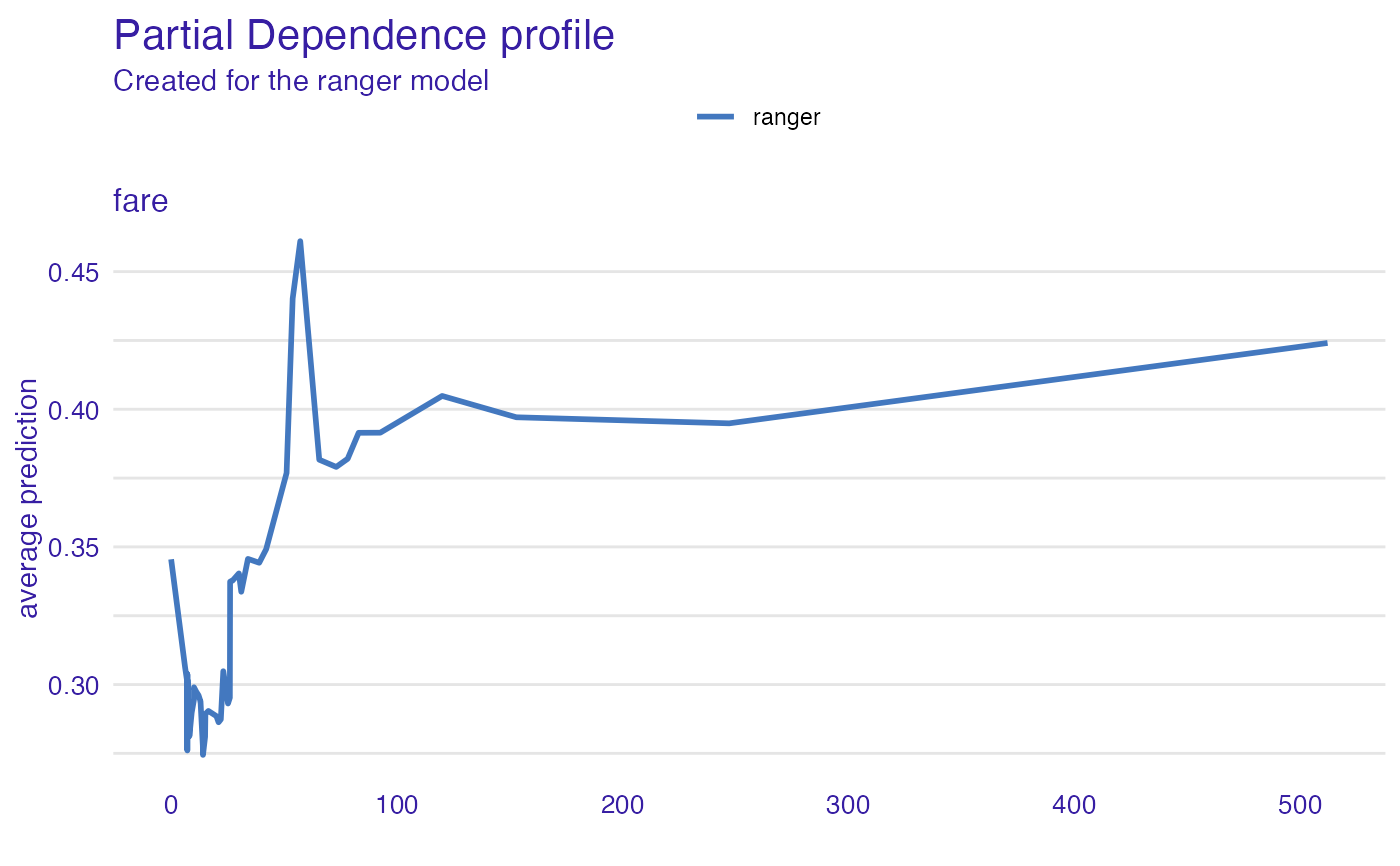 Partial Dependence profile
Created for the ranger model
ranger
fare
average prediction
0.45
0.40
0.35
0.30
0 100 200 300 400 500